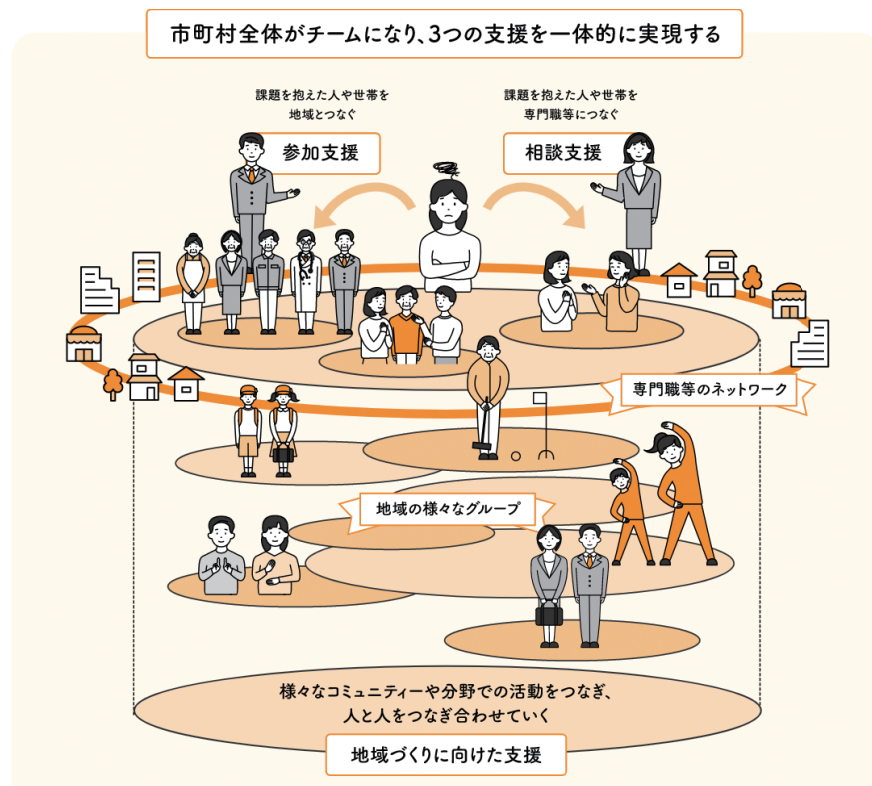 市町村全体がチームになり、3つの支援を一体的に実現する
課題を抱えた人や世帯を
地域とつなぐ
参加支援
課題を抱えた人や世帯を
専門職等につなぐ
相談支援
専門職等のネットワーク
地域の様々なグループ
様々なコミュニティーや分野での活動をつなぎ、
人と人をつなぎ合わせていく
地域づくりに向けた支援